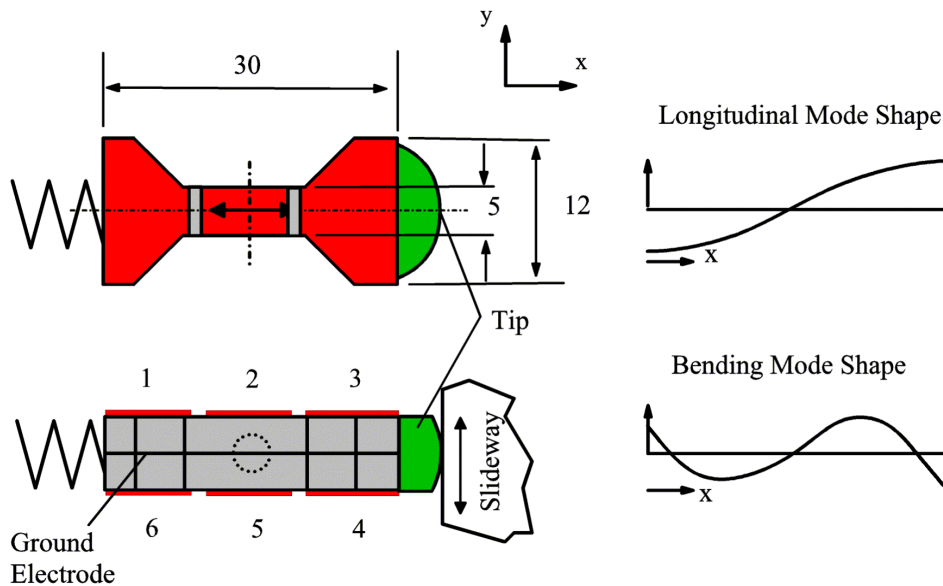 y
x
30
5
12
Longitudinal Mode Shape
x
Tip
1
2
3
Bending Mode Shape
Slideway
x
6
5
4
Ground
Electrode